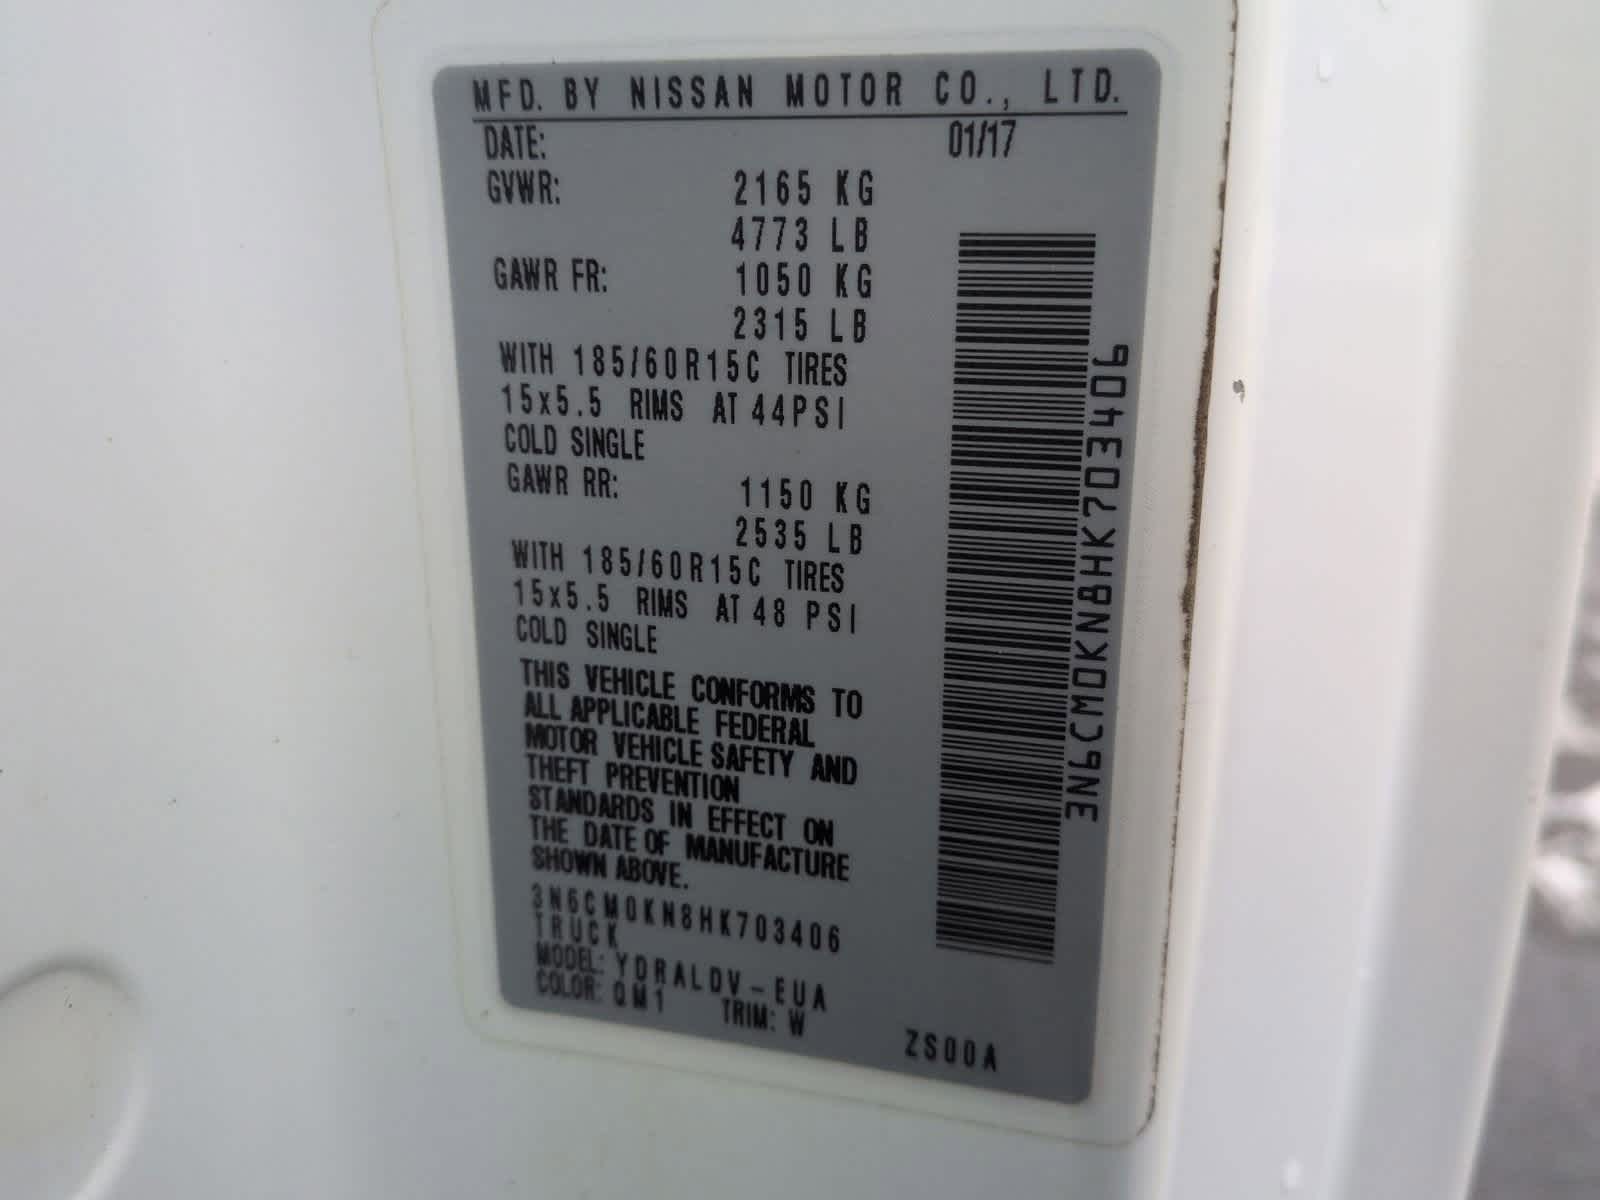 MFD. BY NISSAN MOTOR CO., LTD.
DATE: 01/17
GVWR: 2165 KG
4773 LB
GAWR FR: 1050 KG
2315 LB
WITH 185/60R15C TIRES
15x5.5 RIMS AT 44PSI
COLD SINGLE
GAWR RR: 1150 KG
2535 LB
WITH 185/60R15C TIRES
15x5.5 RIMS AT 48 PSI
COLD SINGLE
THIS VEHICLE CONFORMS TO
ALL APPLICABLE FEDERAL
MOTOR VEHICLE SAFETY AND
THEFT PREVENTION
STANDARDS IN EFFECT ON
THE DATE OF MANUFACTURE
SHOWN ABOVE.
3N6CM0KN8HK703406
TRUCK
MODEL: YDRALDV-EUA
COLOR: QM1 TRIM: W
ZS00A
3N6CM0KN8HK703406